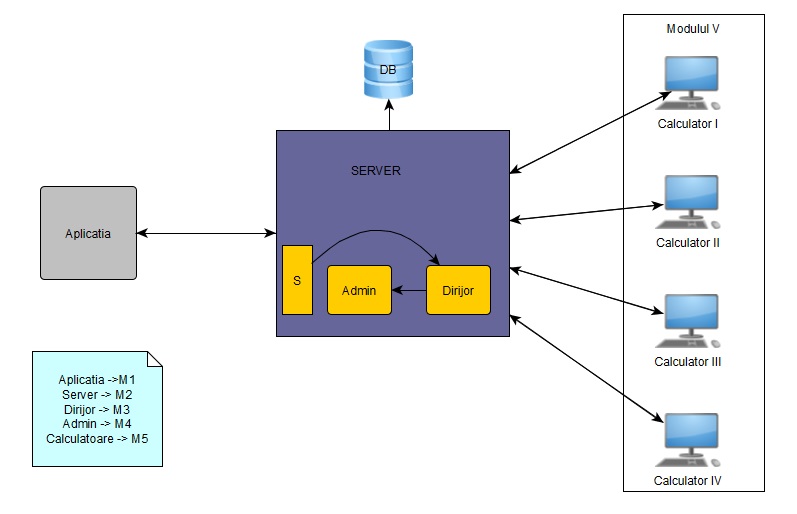 Modulul V
DB
Calculator I
SERVER
Aplicatia
Calculator II
S
Admin
Dirijor
Calculator III
Aplicatia ->M1
Server -> M2
Dirijor -> M3
Admin -> M4
Calculatoare -> M5
Calculator IV